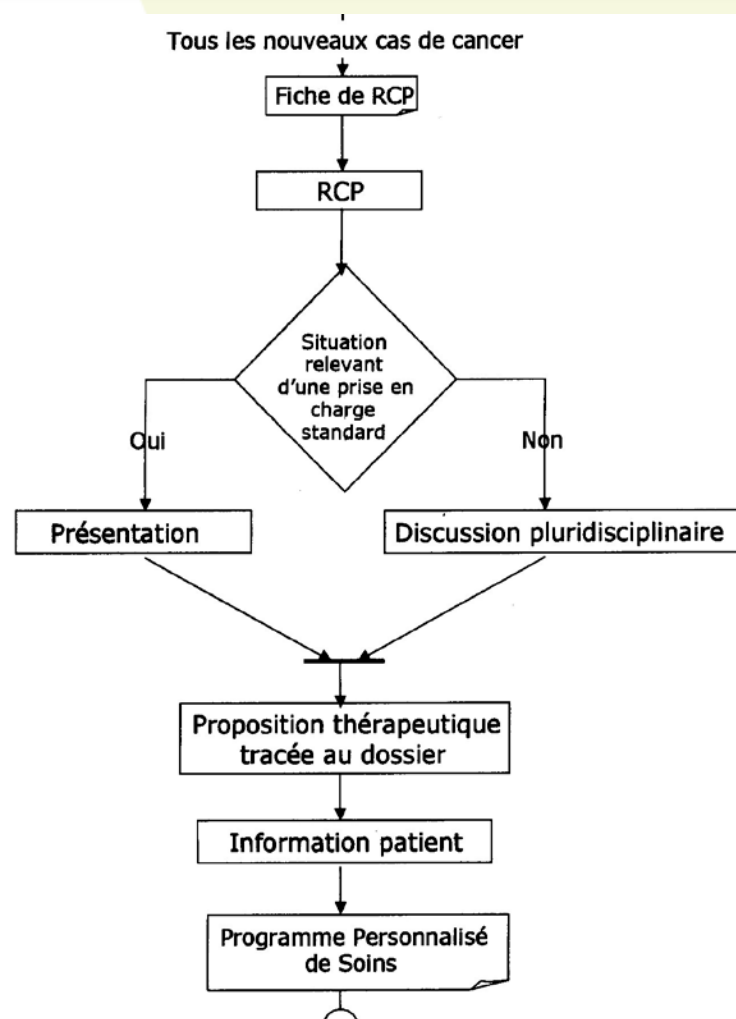 Tous les nouveaux cas de cancer
Fiche de RCP
RCP
Situation
relevant
d'une prise en
charge
standard
Oui
Non
Présentation
Discussion pluridisciplinaire
Proposition thérapeutique
tracée au dossier
Information patient
Programme Personnalisé
de Soins